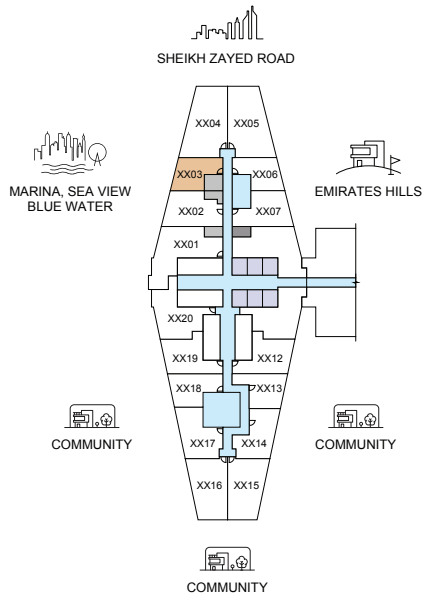 SHEIKH ZAYED ROAD
XX04
XX05
XX03
XX06
MARINA, SEA VIEW
BLUE WATER
EMIRATES HILLS
XX02
XX07
XX01
XX20
XX19
XX12
XX18
XX13
COMMUNITY
COMMUNITY
XX17
XX14
XX16
XX15
COMMUNITY